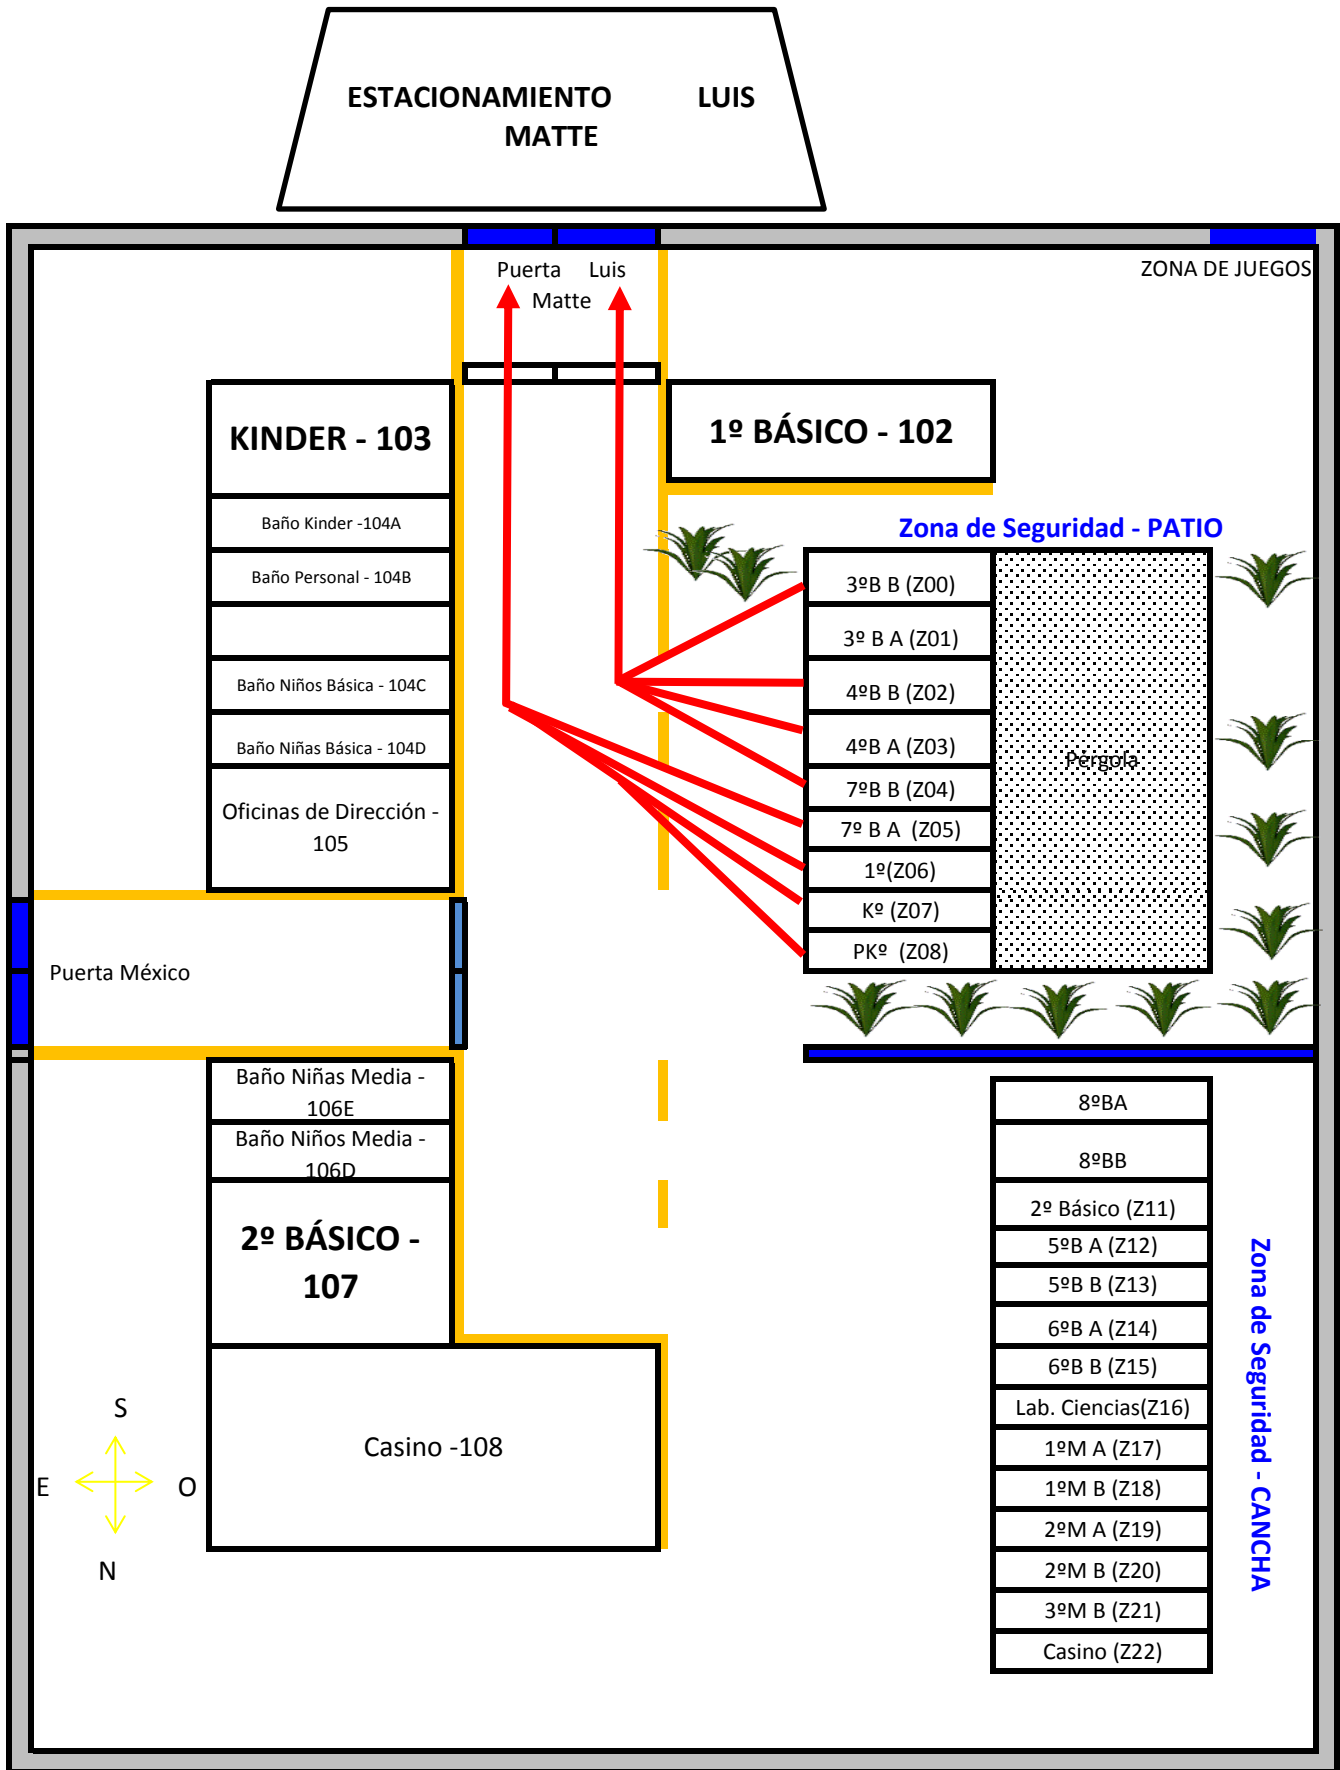 ESTACIONAMIENTO LUIS
MATTE
Puerta Luis
Matte
ZONA DE JUEGOS
KINDER - 103
1º BÁSICO - 102
Baño Kinder -104A
Baño Personal - 104B
Baño Niños Básica - 104C
Baño Niñas Básica - 104D
Oficinas de Dirección -
105
Zona de Seguridad - PATIO
3ºB B (Z00)
3º B A (Z01)
4ºB B (Z02)
4ºB A (Z03)
7ºB B (Z04)
7º B A (Z05)
1º(Z06)
Kº (Z07)
PKº (Z08)
Pérgola
Puerta México
Baño Niñas Media -
106E
Baño Niños Media -
106D
2º BÁSICO -
107
Casino -108
S
E
O
N
8ºBA
8ºBB
2º Básico (Z11)
5ºB A (Z12)
5ºB B (Z13)
6ºB A (Z14)
6ºB B (Z15)
Lab. Ciencias(Z16)
1ºM A (Z17)
1ºM B (Z18)
2ºM A (Z19)
2ºM B (Z20)
3ºM B (Z21)
Casino (Z22)
Zona de Seguridad - CANCHA